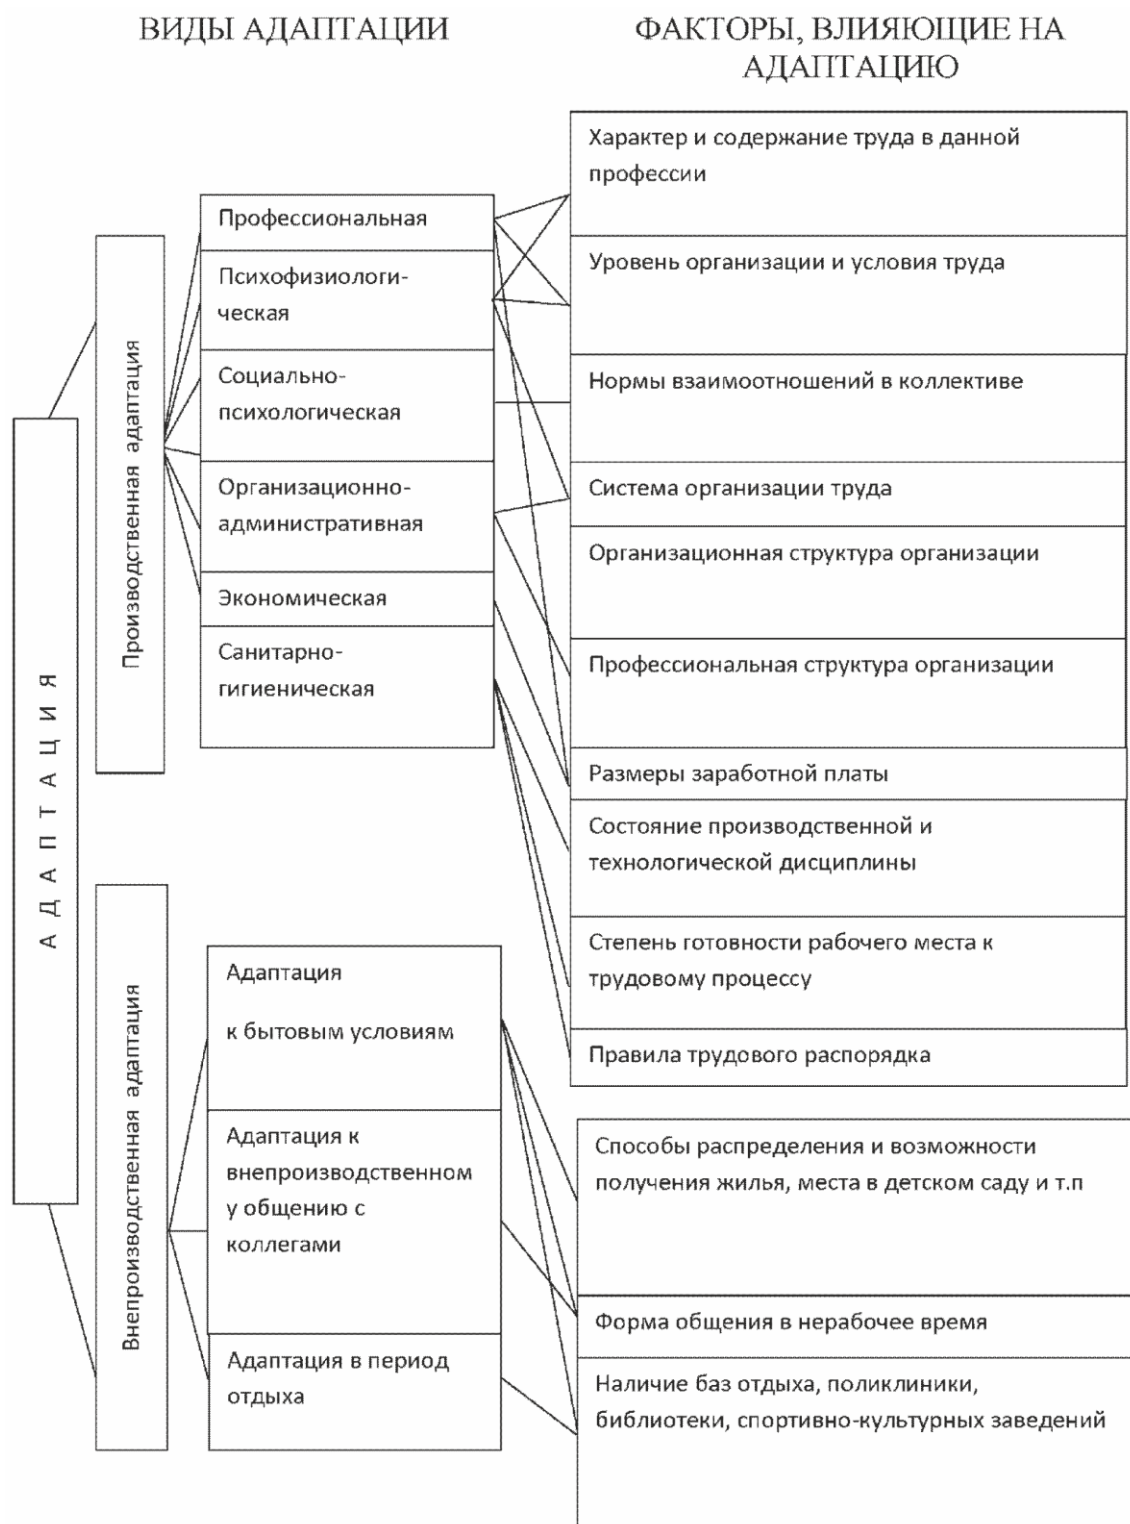 ВИДЫ АДАПТАЦИИ
ФАКТОРЫ, ВЛИЯЮЩИЕ НА
АДАПТАЦИЮ
А Д А П Т А Ц И Я
Производственная адаптация
Профессиональная
Психофизиологи-
ческая
Социально-
психологическая
Организационно-
административная
Экономическая
Санитарно-
гигиеническая
Характер и содержание труда в данной
профессии
Уровень организации и условия труда
Нормы взаимоотношений в коллективе
Система организации труда
Организационная структура организации
Профессиональная структура организации
Размеры заработной платы
Состояние производственной и
технологической дисциплины
Степень готовности рабочего места к
трудовому процессу
Правила трудового распорядка
Внепроизводственная адаптация
Адаптация
к бытовым условиям
Адаптация к
внепроизводственном
у общению с
коллегами
Адаптация в период
отдыха
Способы распределения и возможности
получения жилья, места в детском саду и т.п
Форма общения в нерабочее время
Наличие баз отдыха, поликлиники,
библиотеки, спортивно-культурных заведений